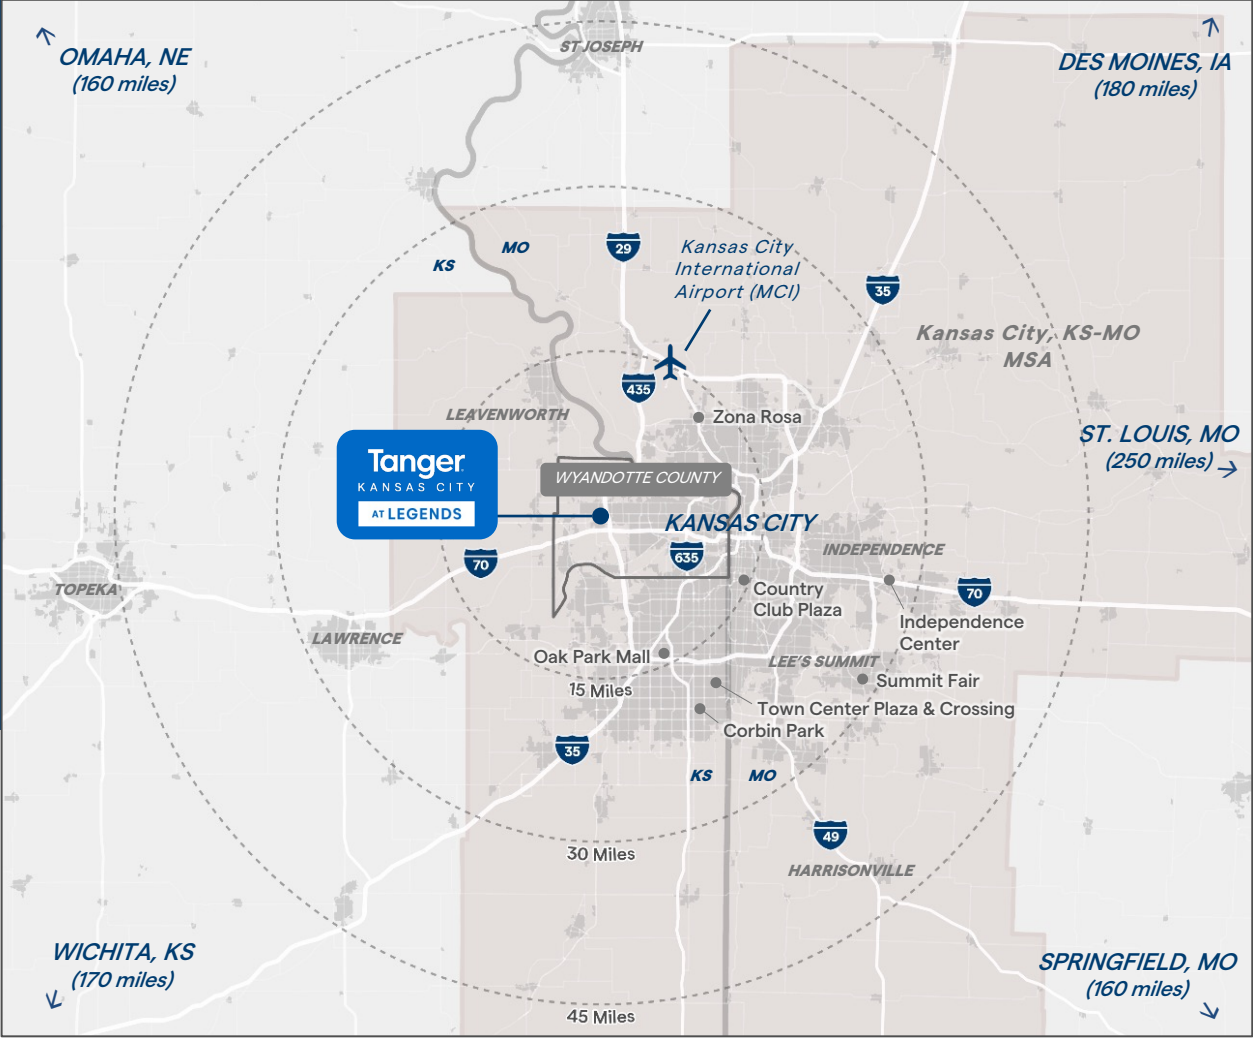 ST JOSEPH
OMAHA, NE
(160 miles)
DES MOINES, IA
(180 miles)
MO
KS
29
Kansas City
International
Airport (MCI)
35
Kansas City, KS-MO
MSA
435
LEAVENWORTH
Zona Rosa
ST. LOUIS, MO
(250 miles)
Tanger
KANSAS CITY
AT LEGENDS
WYANDOTTE COUNTY
KANSAS CITY
70
635
INDEPENDENCE
TOPEKA
Country
Club Plaza
70
Independence
Center
LAWRENCE
Oak Park Mall
LEE'S SUMMIT
Summit Fair
15 Miles
Town Center Plaza & Crossing
Corbin Park
35
KS
MO
49
30 Miles
HARRISONVILLE
WICHITA, KS
(170 miles)
SPRINGFIELD, MO
(160 miles)
45 Miles